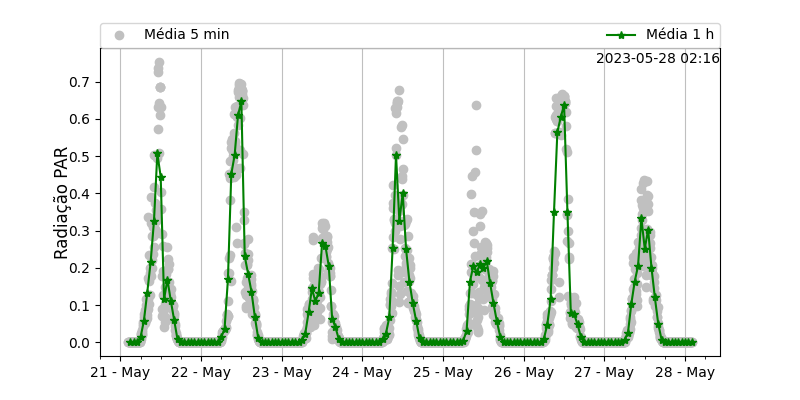 Média 5 min
Média 1 h
2023-05-28 02:16
Radiação PAR
0.7
0.6
0.5
0.4
0.3
0.2
0.1
0.0
21 - May 22 - May 23 - May 24 - May 25 - May 26 - May 27 - May 28 - May